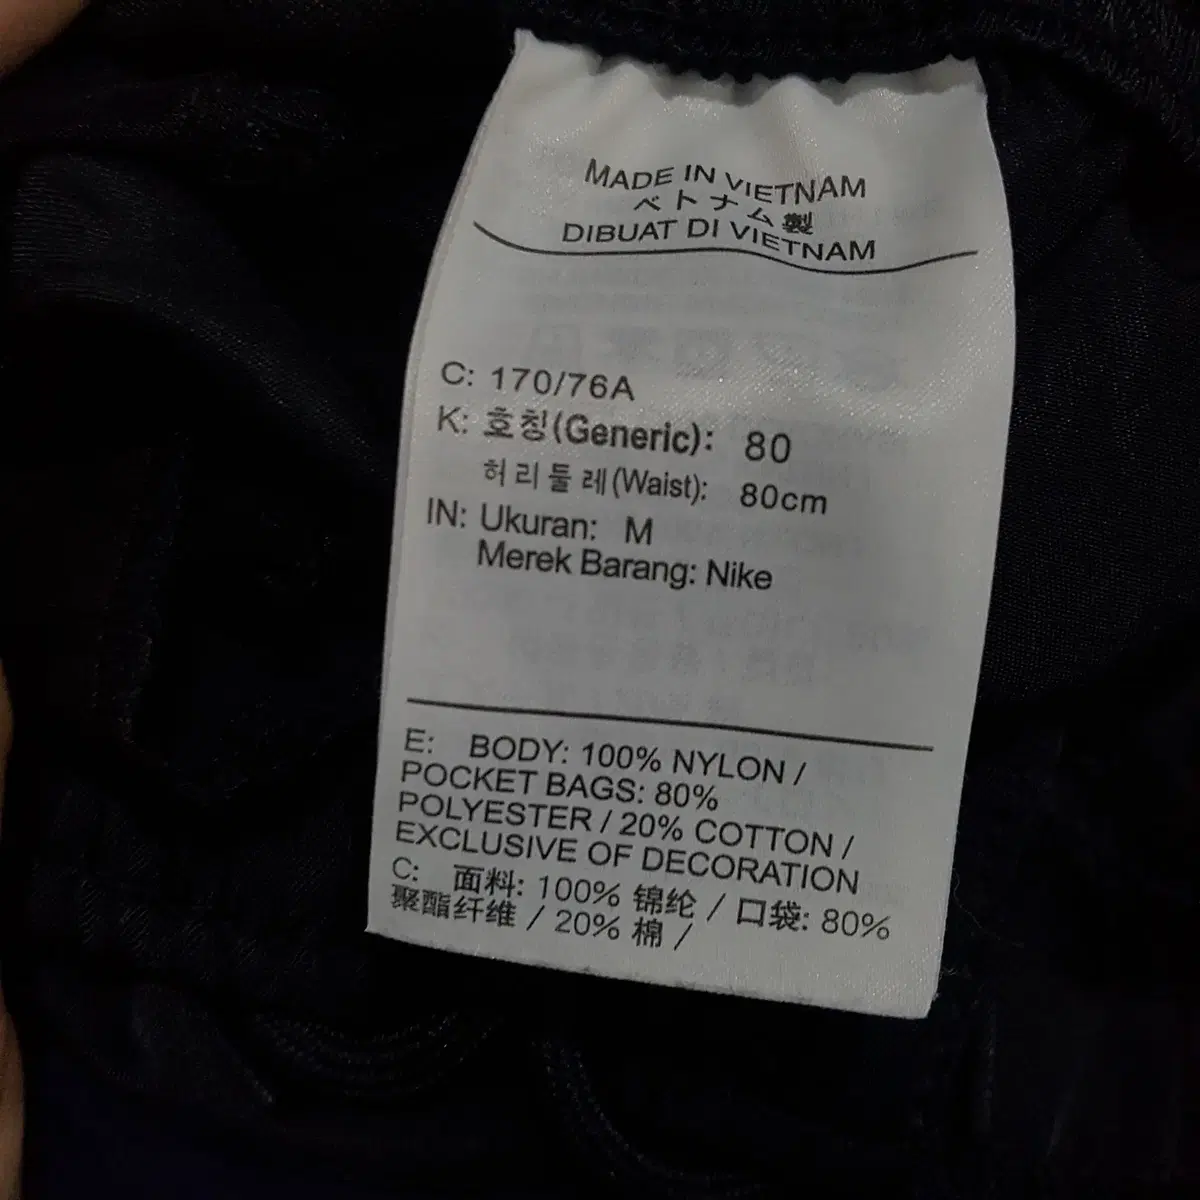 MADE IN VIETNAM
ベトナム製
DIBUAT DI VIETNAM
C: 170/76A
K: 호칭(Generic): 80
허리둘레(Waist): 80cm
IN: Ukuran: M
Merek Barang: Nike
E: BODY: 100% NYLON /
POCKET BAGS: 80%
POLYESTER / 20% COTTON /
EXCLUSIVE OF DECORATION
C: 面料: 100% 锦纶 / 口袋: 80%
聚酯纤维 / 20% 棉 /